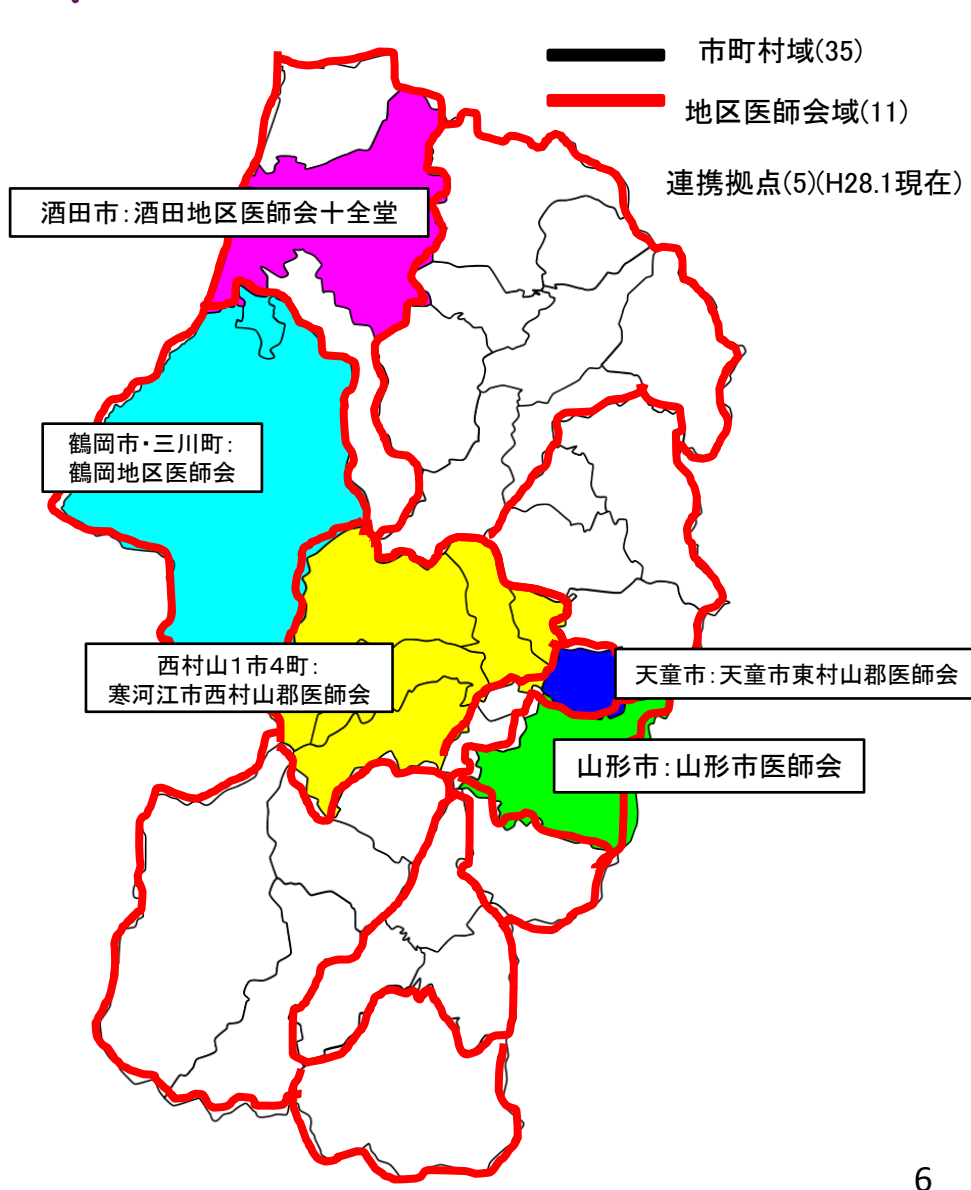 市町村域(35)
地区医師会域(11)
連携拠点(5)(H28.1現在)
酒田市:酒田地区医師会十全堂
鶴岡市・三川町:
鶴岡地区医師会
西村山1市4町:
寒河江市西村山郡医師会
天童市:天童市東村山郡医師会
山形市:山形市医師会
6